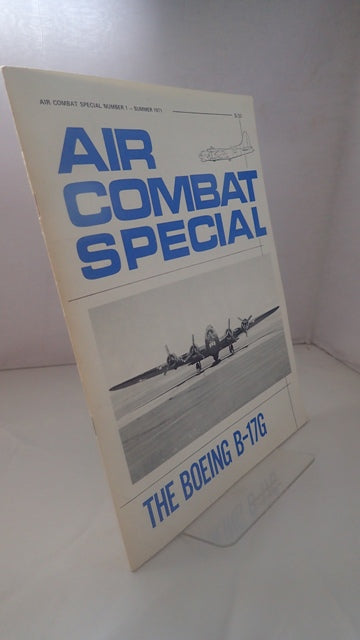 AIR COMBAT SPECIAL NUMBER 1 – SUMMER 1971
AIR
COMBAT
SPECIAL
THE BOEING B-17G